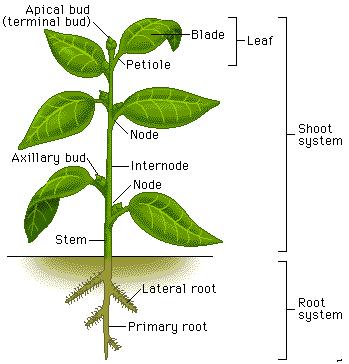 Apical bud
(terminal bud)
Blade
Leaf
Petiole
Node
Shoot
system
Axillary bud
Internode
Node
Stem
Lateral root
Root
system
Primary root